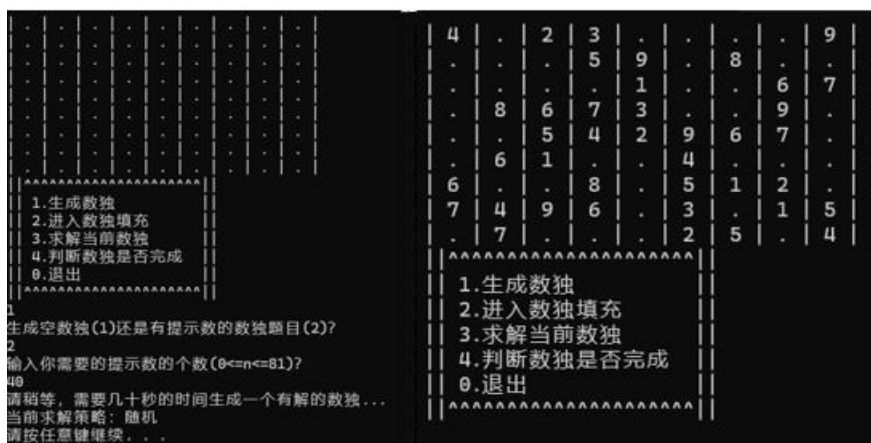 | . | . | . | . | . | . | . | . | . |
| . | . | . | . | . | . | . | . | . |
| . | . | . | . | . | . | . | . | . |
| . | . | . | . | . | . | . | . | . |
| . | . | . | . | . | . | . | . | . |
| . | . | . | . | . | . | . | . | . |
| . | . | . | . | . | . | . | . | . |
| . | . | . | . | . | . | . | . | . |
| . | . | . | . | . | . | . | . | . |
||^^^^^^^^^^^^^^^^^^^^^||
|| 1.生成数独 ||
|| 2.进入数独填充 ||
|| 3.求解当前数独 ||
|| 4.判断数独是否完成 ||
|| 0.退出 ||
||^^^^^^^^^^^^^^^^^^^^^||
1
生成空数独(1)还是有提示数的数独题目(2)?
2
输入你需要的提示数的个数(0<=n<=81)?
40
请稍等, 需要几十秒的时间生成一个有解的数独...
当前求解策略: 随机
请按任意键继续. . .
| 4 | . | 2 | 3 | . | . | . | . | 9 |
| . | . | . | 5 | 9 | . | 8 | . | . |
| . | . | . | . | 1 | . | . | 6 | 7 |
| . | 8 | 6 | 7 | 3 | . | . | 9 | . |
| . | . | 5 | 4 | 2 | 9 | 6 | 7 | . |
| . | 6 | 1 | . | . | 4 | . | . | . |
| 6 | . | . | 8 | . | 5 | 1 | 2 | . |
| 7 | 4 | 9 | 6 | . | 3 | . | 1 | 5 |
| . | 7 | . | . | . | 2 | 5 | . | 4 |
||^^^^^^^^^^^^^^^^^^^^^||
|| 1.生成数独 ||
|| 2.进入数独填充 ||
|| 3.求解当前数独 ||
|| 4.判断数独是否完成 ||
|| 0.退出 ||
||^^^^^^^^^^^^^^^^^^^^^||